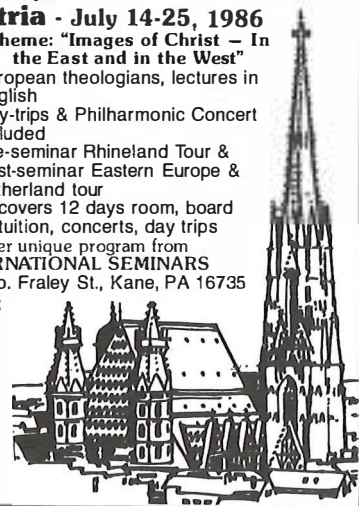 tria - July 14-25, 1986
heme: “Images of Christ – In
the East and in the West”
ropean theologians, lectures in
glish
y-trips & Philharmonic Concert
luded
e-seminar Rhineland Tour &
st-seminar Eastern Europe &
therland tour
covers 12 days room, board
tuition, concerts, day trips
er unique program from
RNATIONAL SEMINARS
o. Fraley St., Kane, PA 16735